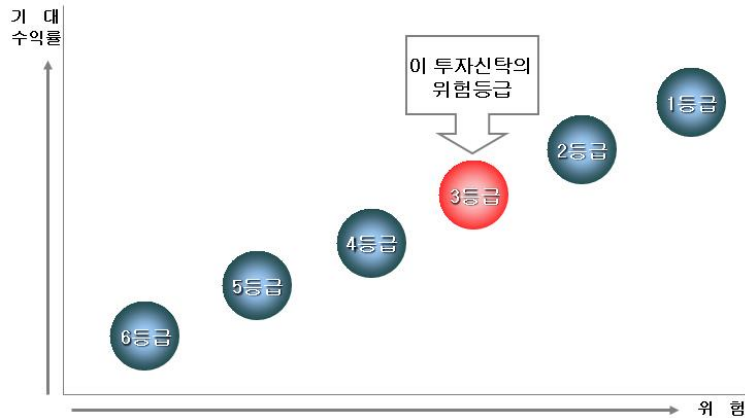 기 대
수익률
이 투자신탁의
위험등급
1등급
2등급
3등급
4등급
5등급
6등급
위 험